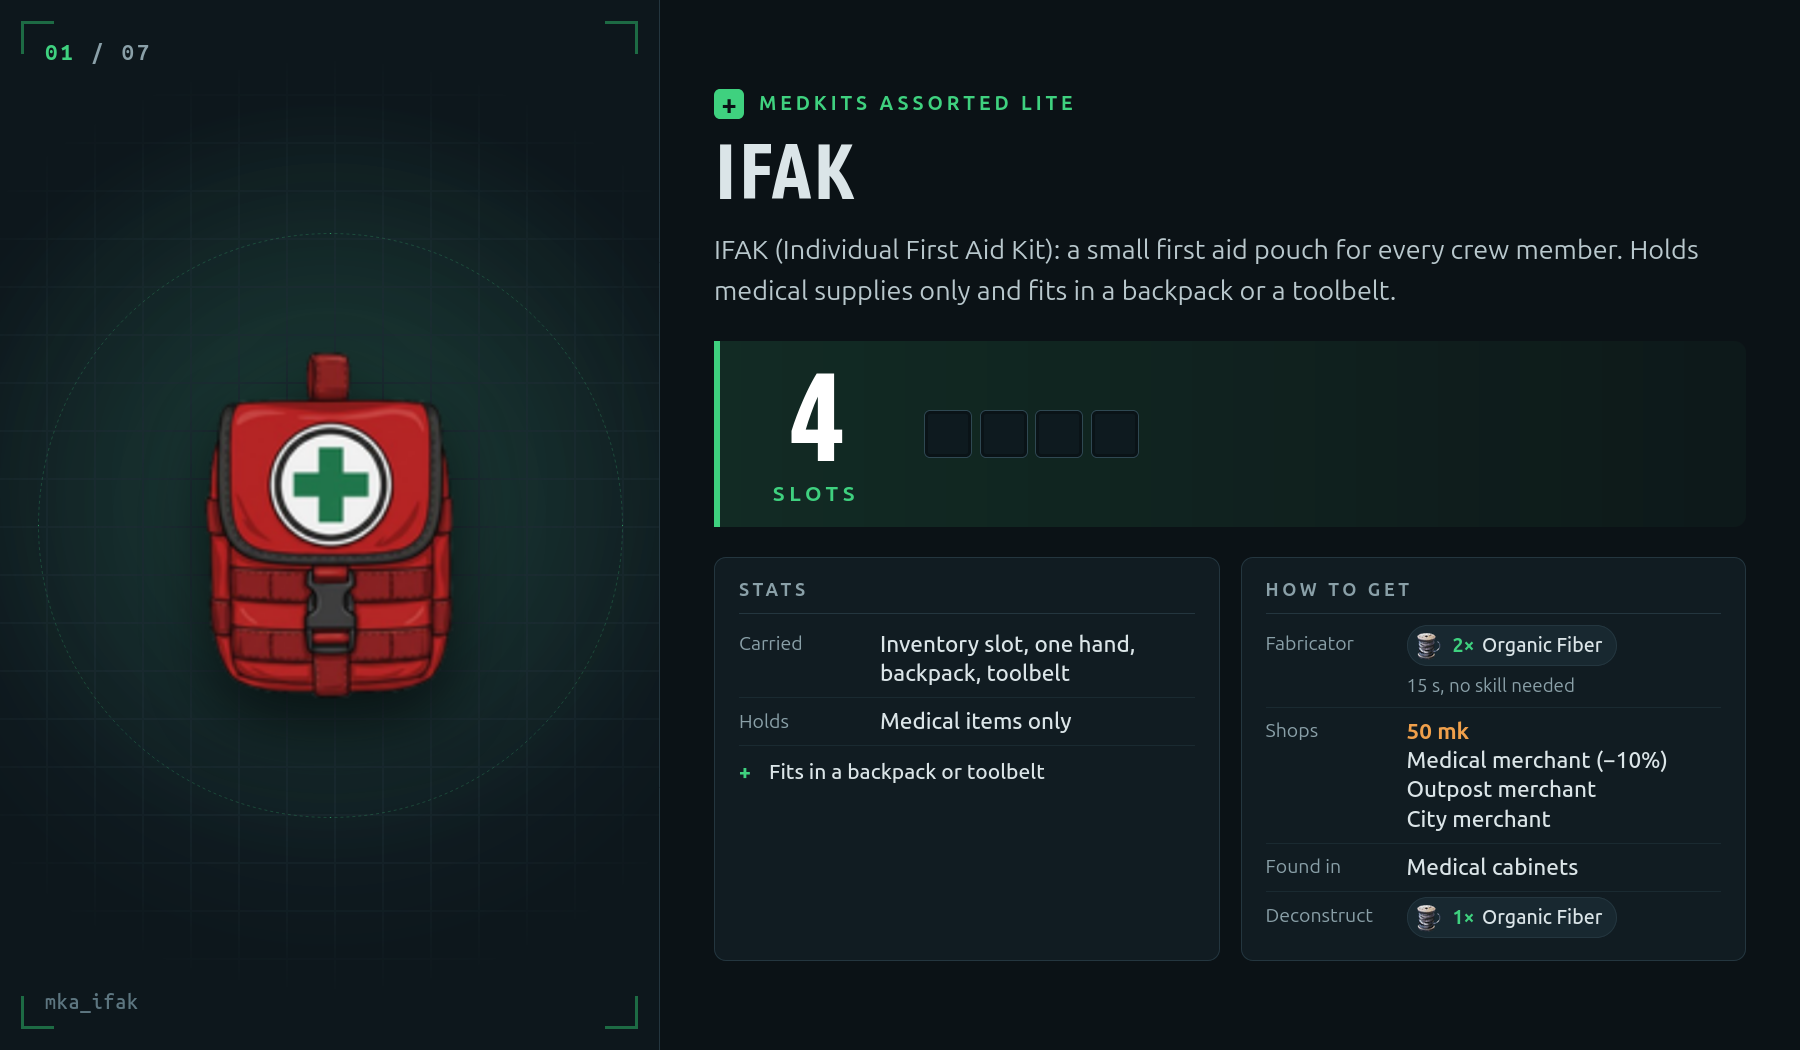 01 / 07
+ MEDKITS ASSORTED LITE
IFAK
IFAK (Individual First Aid Kit): a small first aid pouch for every crew member. Holds
medical supplies only and fits in a backpack or a toolbelt.
4
SLOTS
STATS
Carried Inventory slot, one hand,
backpack, toolbelt
Holds Medical items only
+ Fits in a backpack or toolbelt
HOW TO GET
Fabricator 2× Organic Fiber
15 s, no skill needed
Shops 50 mk
Medical merchant (−10%)
Outpost merchant
City merchant
Found in Medical cabinets
Deconstruct 1× Organic Fiber
mka_ifak